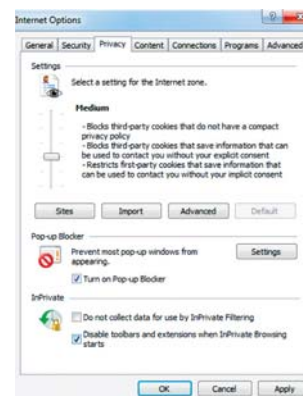 Internet Options
General Security Privacy Content Connections Programs Advanced
Settings
Select a setting for the Internet zone.
Medium
- Blocks third-party cookies that do not have a compact
privacy policy
- Blocks third-party cookies that save information that can
be used to contact you without your explicit consent
- Restricts first-party cookies that save information that
can be used to contact you without your implicit consent
Sites Import Advanced Default
Pop-up Blocker
Prevent most pop-up windows from
appearing.
Settings
Turn on Pop-up Blocker
InPrivate
Do not collect data for use by InPrivate Filtering
Disable toolbars and extensions when InPrivate Browsing
starts
OK Cancel Apply